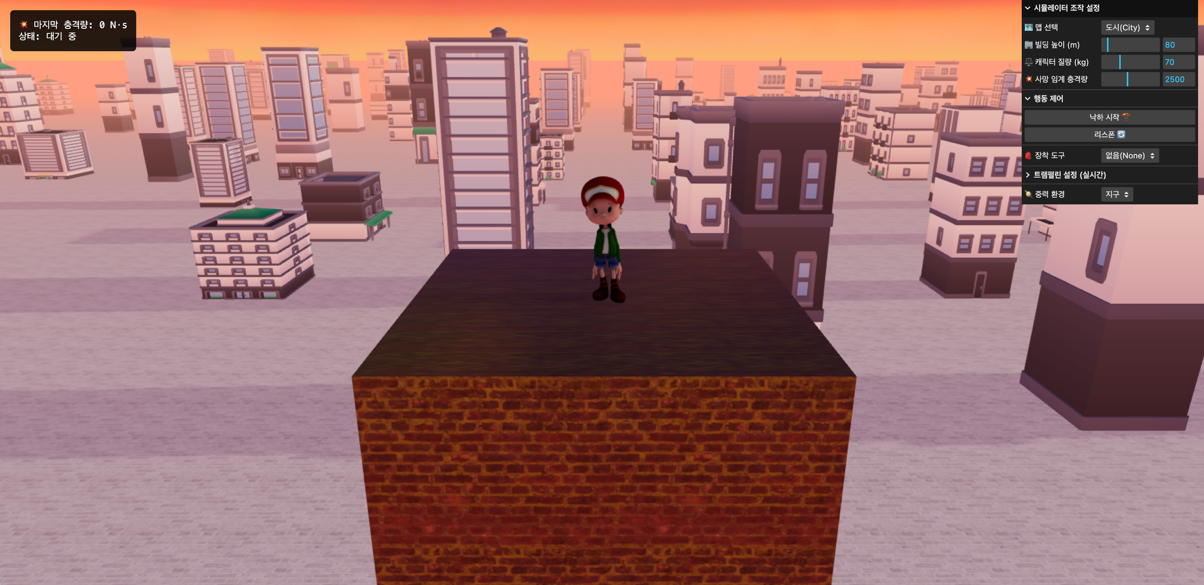 💥 마지막 충격량: 0 N·s
상태: 대기 중
시뮬레이터 조작 설정
🏙️ 맵 선택 도시(City)
🏢 빌딩 높이 (m) 80
⚖️ 캐릭터 질량 (kg) 70
💥 사망 임계 충격량 2500
행동 제어
낙하 시작 🪂
리스폰 🔄
🎒 장착 도구 없음(None)
트램펄린 설정 (실시간)
🪐 중력 환경 지구